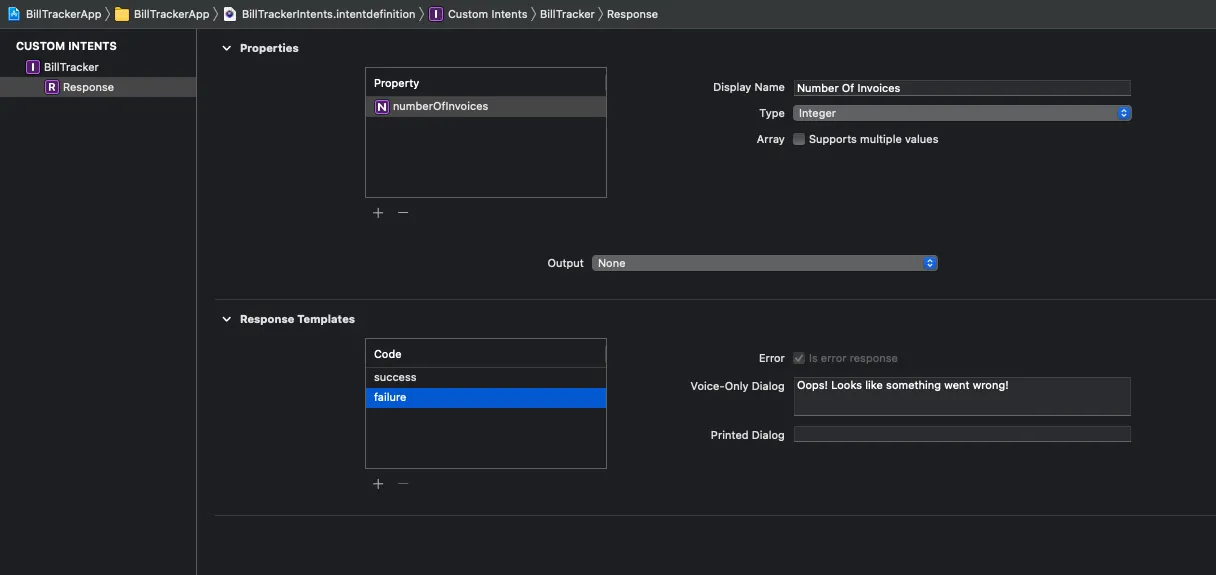 BillTrackerApp BillTrackerApp BillTrackerIntents.intentdefinition I Custom Intents BillTracker Response
CUSTOM INTENTS
I BillTracker
R Response
Properties
Property
N numberOfInvoices
Display Name Number Of Invoices
Type Integer
Array Supports multiple values
Output None
Response Templates
Code
success
failure
Error Is error response
Voice-Only Dialog Oops! Looks like something went wrong!
Printed Dialog